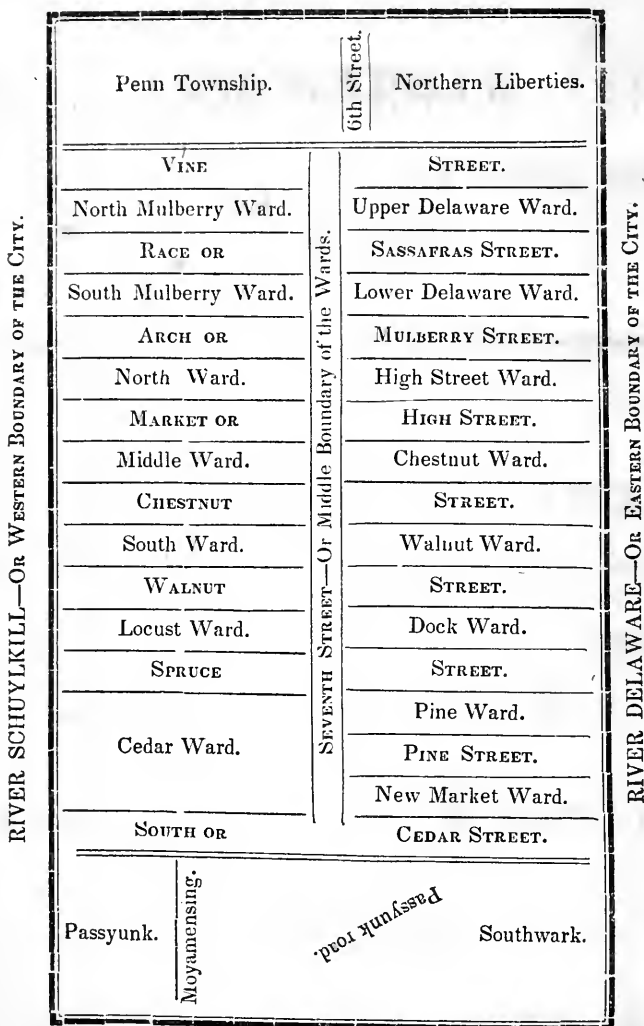 Penn Township.
6th Street.
Northern Liberties.
VINE STREET.
North Mulberry Ward. Upper Delaware Ward.
RACE OR SASSAFRAS STREET.
South Mulberry Ward. Lower Delaware Ward.
ARCH OR MULBERRY STREET.
North Ward. High Street Ward.
MARKET OR HIGH STREET.
Middle Ward. Chestnut Ward.
CHESTNUT STREET.
South Ward. Walnut Ward.
WALNUT STREET.
Locust Ward. Dock Ward.
SPRUCE STREET.
Pine Ward.
Cedar Ward. PINE STREET.
New Market Ward.
SOUTH OR CEDAR STREET.
SEVENTH STREET—Or Middle Boundary of the Wards.
Passyunk.
Moyamensing.
Passyunk road.
Southwark.
RIVER SCHUYLKILL—OR WESTERN BOUNDARY OF THE CITY.
RIVER DELAWARE—OR EASTERN BOUNDARY OF THE CITY.